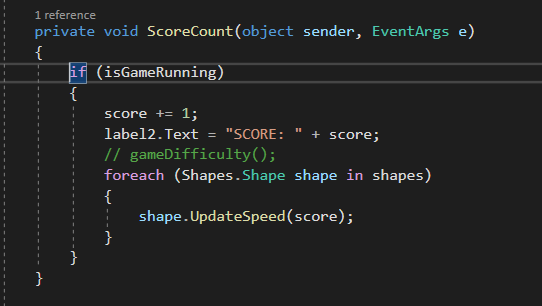 1 reference
private void ScoreCount(object sender, EventArgs e)
{
if (isGameRunning)
{
score += 1;
label2.Text = "SCORE: " + score;
// gameDifficulty();
foreach (Shapes.Shape shape in shapes)
{
shape.UpdateSpeed(score);
}
}
}